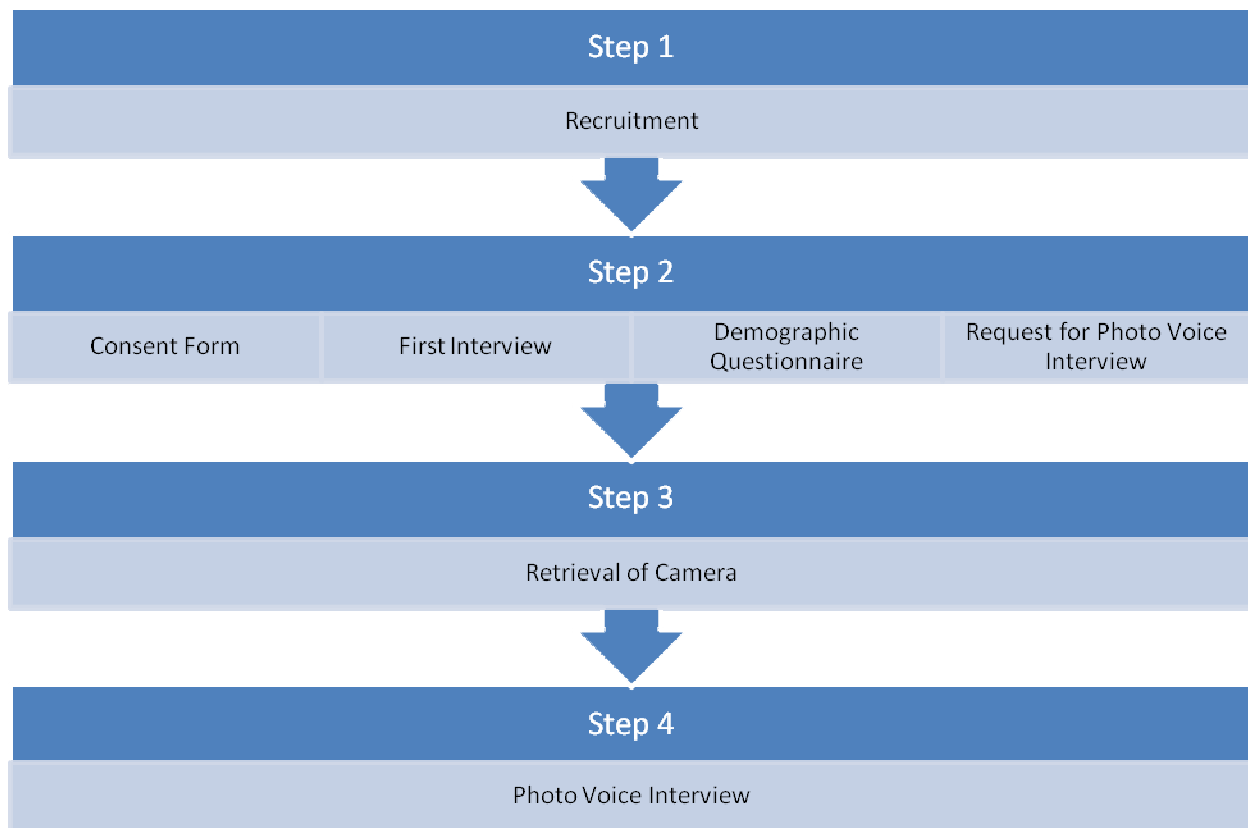 Step 1
Recruitment
Step 2
Consent Form
First Interview
Demographic
Questionnaire
Request for Photo Voice
Interview
Step 3
Retrieval of Camera
Step 4
Photo Voice Interview